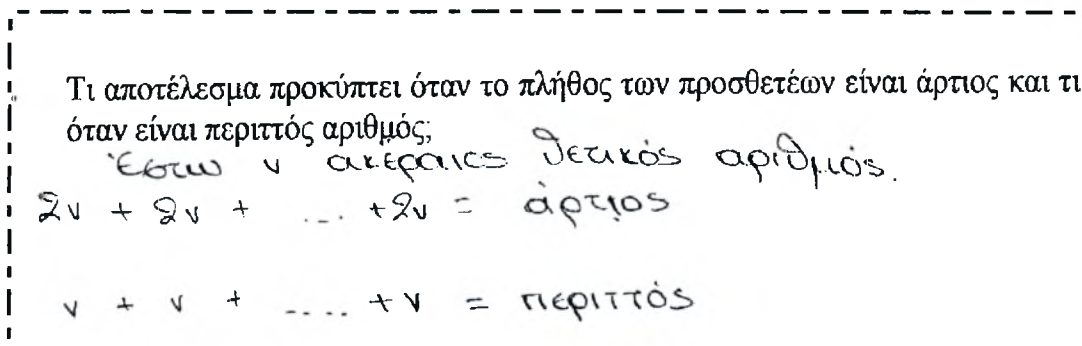 Τι αποτέλεσμα προκύπτει όταν το πλήθος των προσθετέων είναι άρτιος και τι
όταν είναι περιττός αριθμός;
Έστω ν ακέραιος θετικός αριθμός.
2ν + 2ν + .... +2ν = άρτιος
ν + ν + .... +ν = περιττός